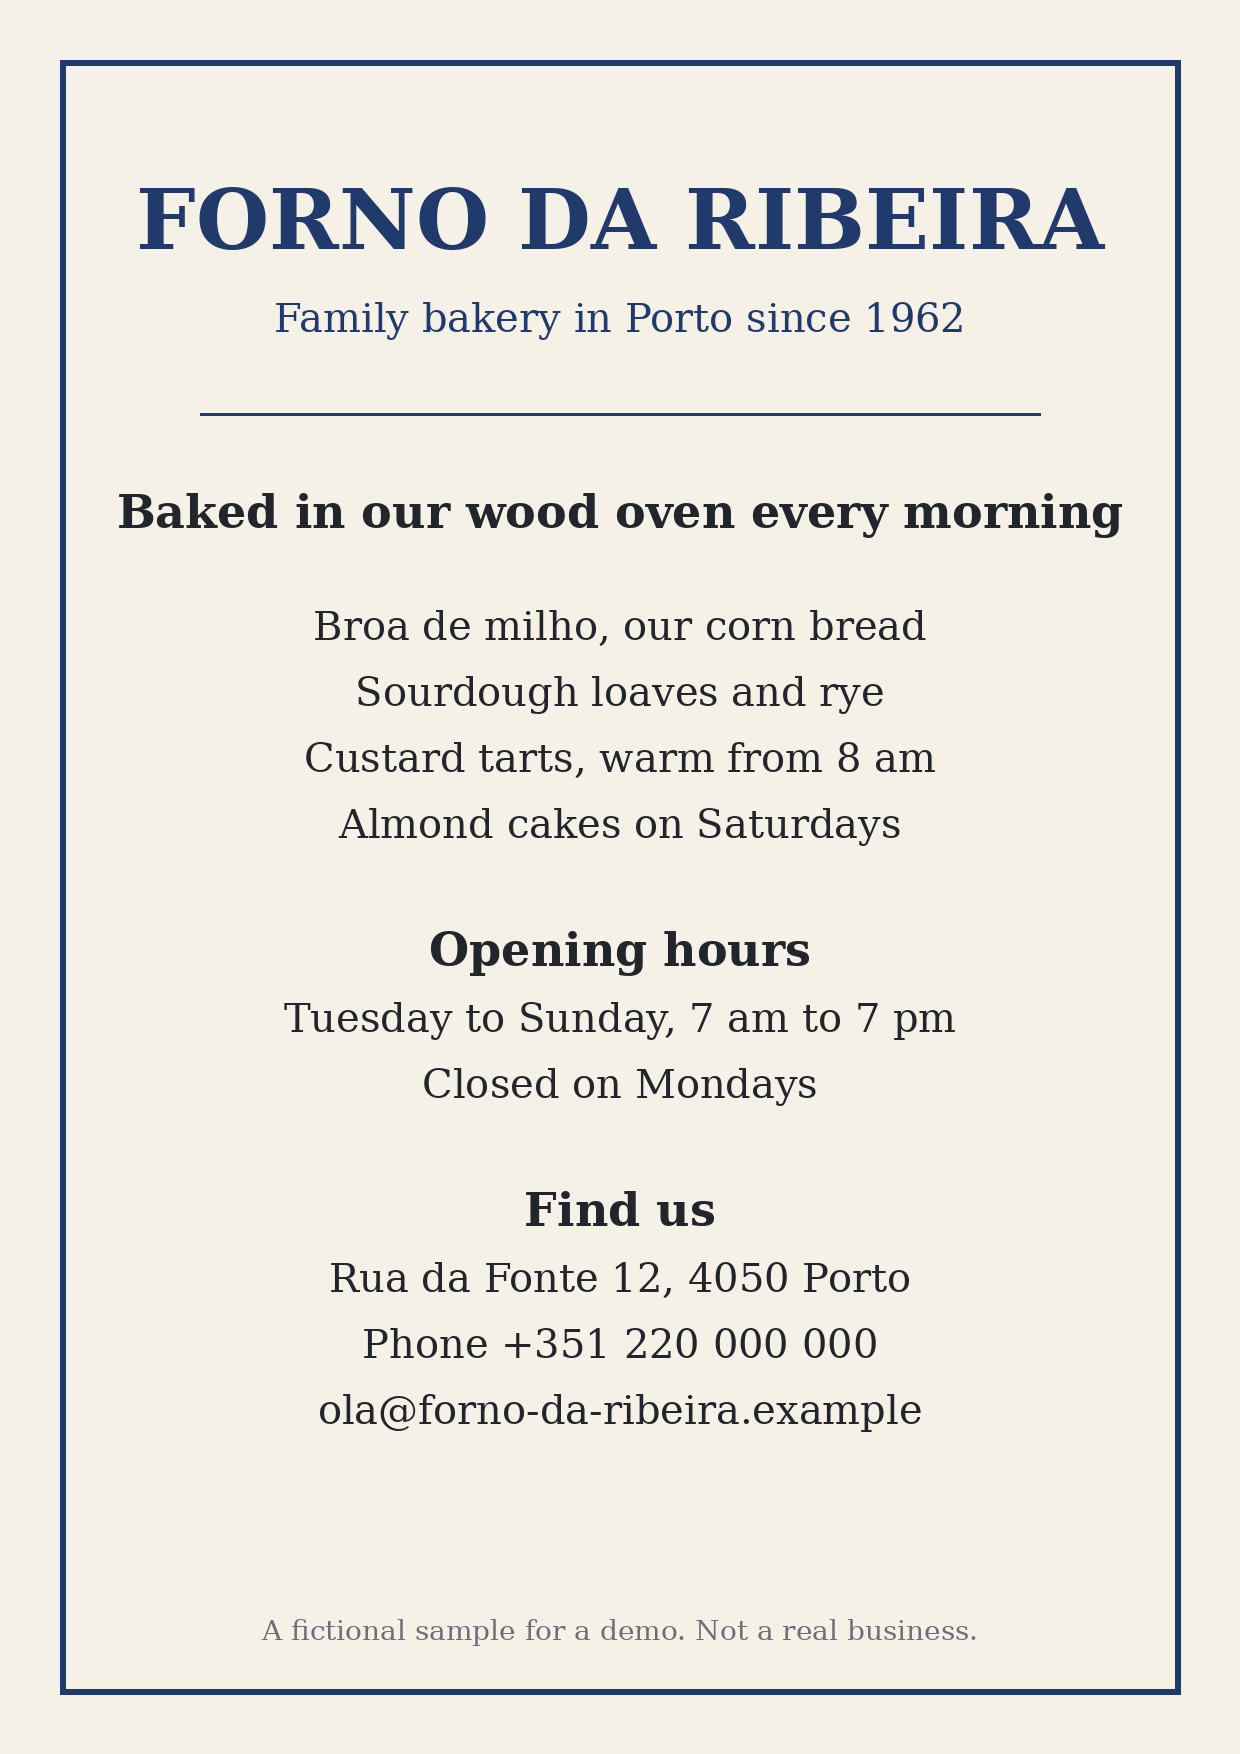 FORNO DA RIBEIRA
Family bakery in Porto since 1962
Baked in our wood oven every morning
Broa de milho, our corn bread
Sourdough loaves and rye
Custard tarts, warm from 8 am
Almond cakes on Saturdays
Opening hours
Tuesday to Sunday, 7 am to 7 pm
Closed on Mondays
Find us
Rua da Fonte 12, 4050 Porto
Phone +351 220 000 000
ola@forno-da-ribeira.example
A fictional sample for a demo. Not a real business.